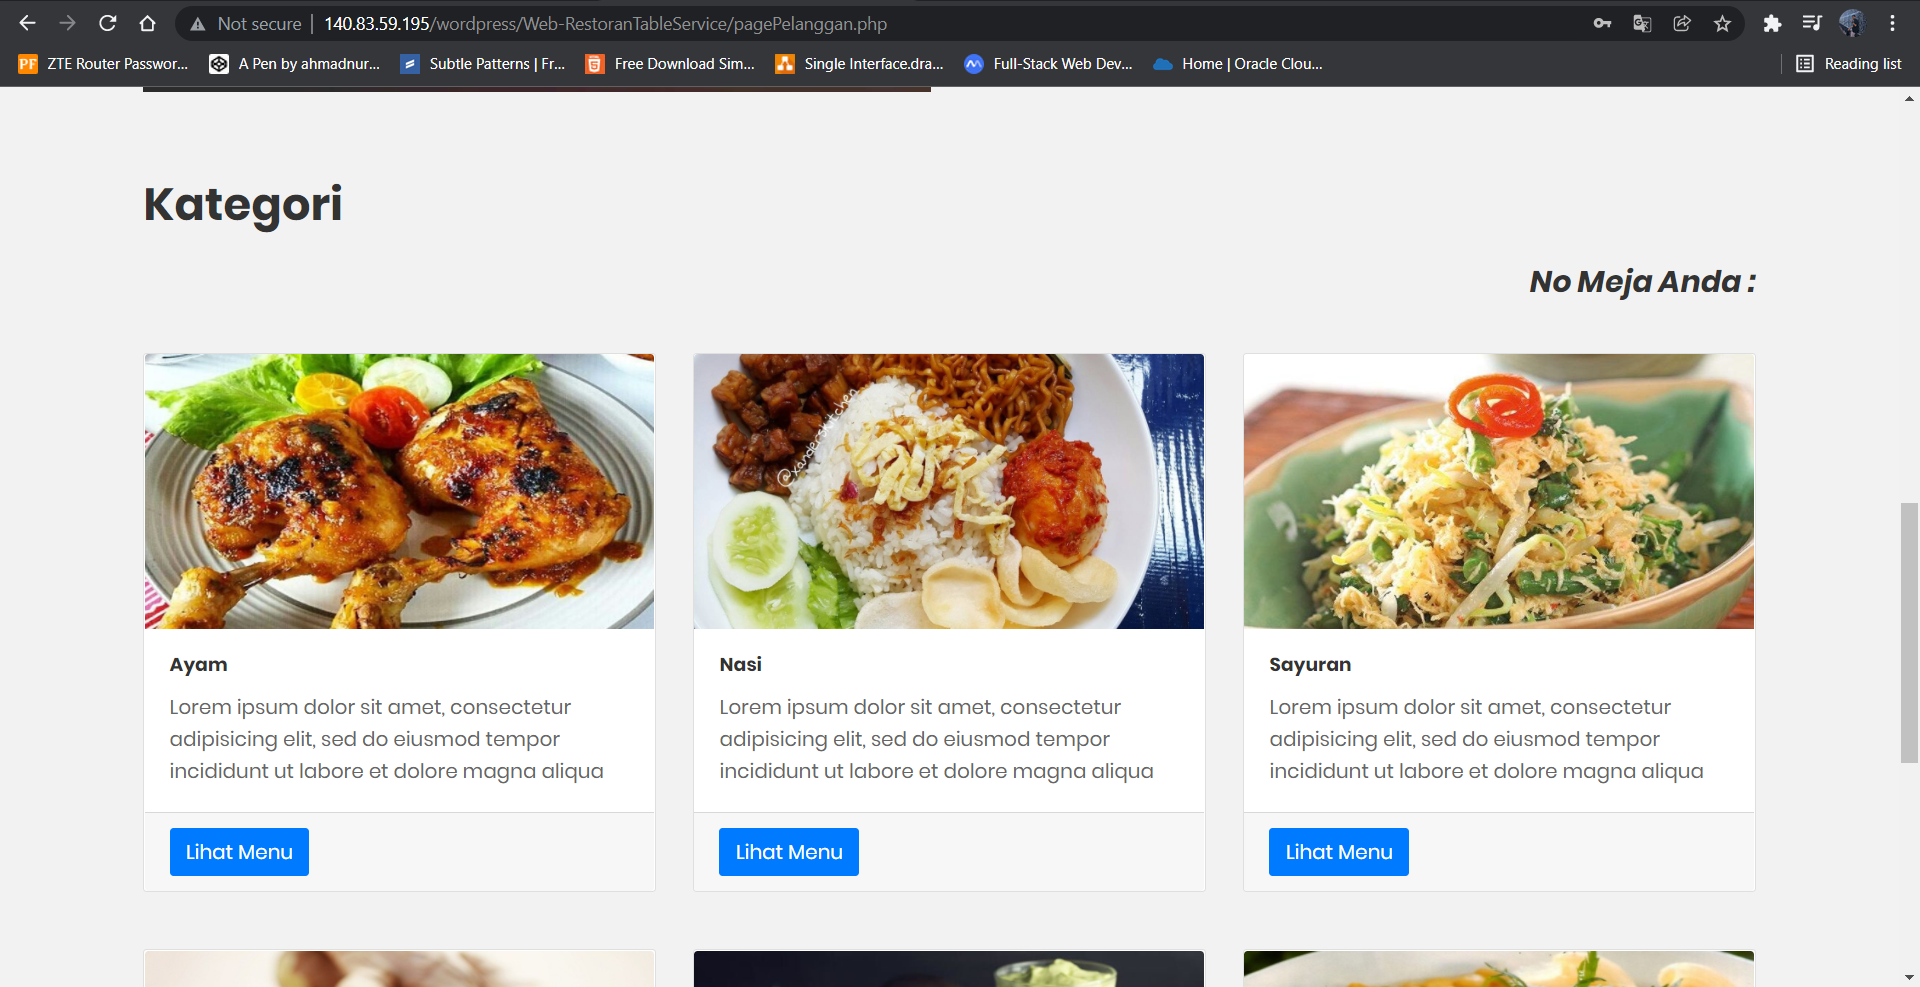 Not secure
140.83.59.195/wordpress/Web-RestoranTableService/pagePelanggan.php
PF ZTE Router Passwor...
A Pen by ahmadnur...
Subtle Patterns | Fr...
Free Download Sim...
Single Interface.dra...
Full-Stack Web Dev...
Home | Oracle Clou...
Reading list
Kategori
No Meja Anda :
@xanderskitchen
Ayam
Lorem ipsum dolor sit amet, consectetur
adipisicing elit, sed do eiusmod tempor
incididunt ut labore et dolore magna aliqua
Lihat Menu
Nasi
Lorem ipsum dolor sit amet, consectetur
adipisicing elit, sed do eiusmod tempor
incididunt ut labore et dolore magna aliqua
Lihat Menu
Sayuran
Lorem ipsum dolor sit amet, consectetur
adipisicing elit, sed do eiusmod tempor
incididunt ut labore et dolore magna aliqua
Lihat Menu